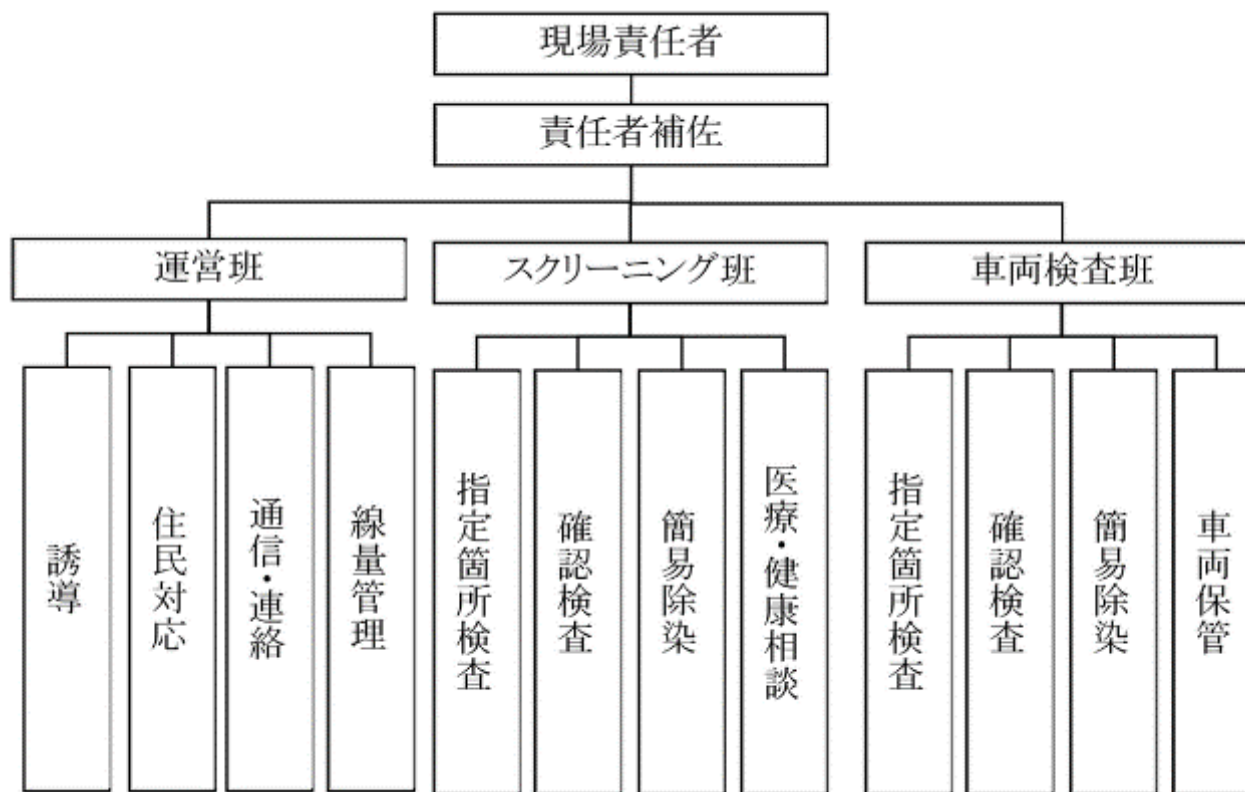 現場責任者
責任者補佐
運営班
スクリーニング班
車両検査班
誘導
住民対応
通信・連絡
線量管理
指定箇所検査
確認検査
簡易除染
医療・健康相談
指定箇所検査
確認検査
簡易除染
車両保管